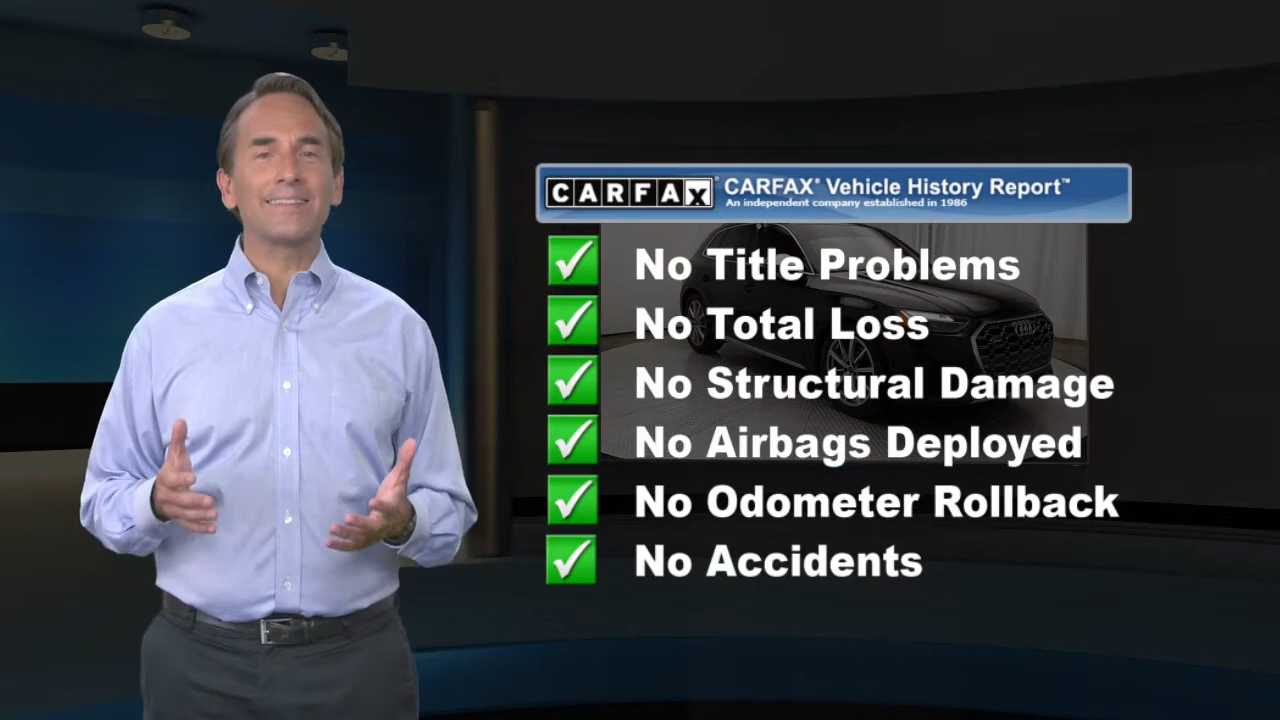 CARFAX® CARFAX® Vehicle History Report™
An independent company established in 1986
No Title Problems
No Total Loss
No Structural Damage
No Airbags Deployed
No Odometer Rollback
No Accidents